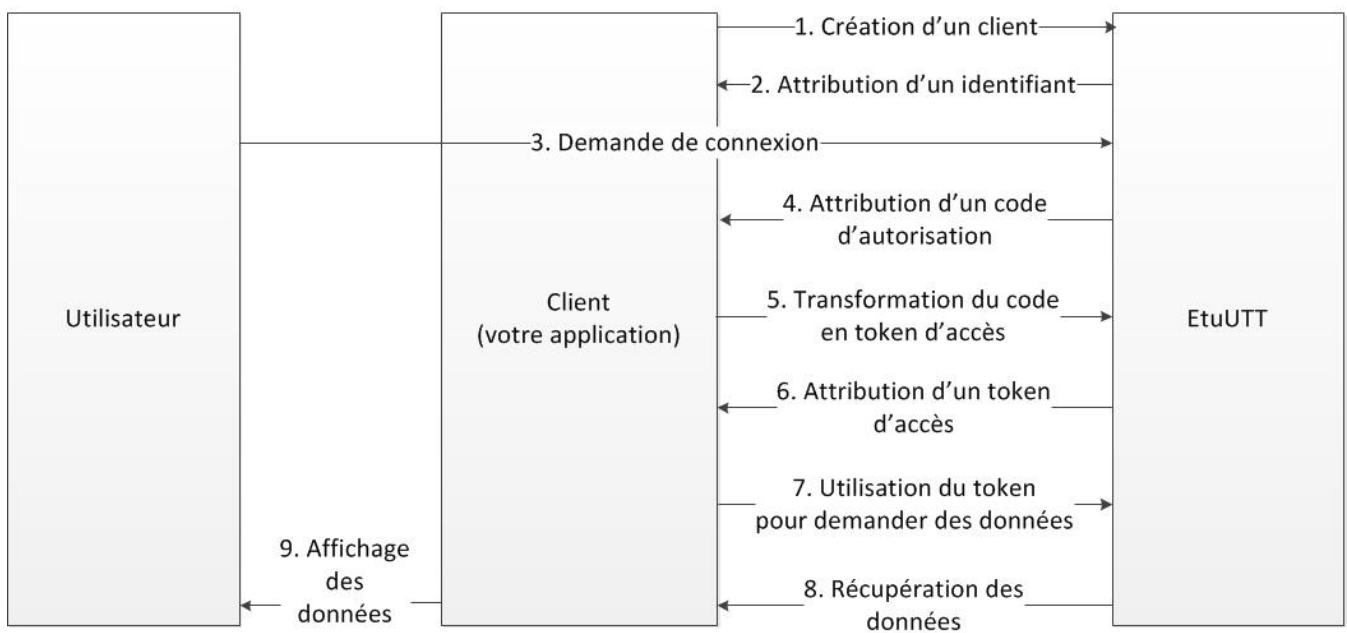 1. Création d’un client
2. Attribution d’un identifiant
3. Demande de connexion
4. Attribution d’un code
d’autorisation
Utilisateur
Client
(votre application)
5. Transformation du code
en token d’accès
EtuUTT
6. Attribution d’un token
d’accès
7. Utilisation du token
pour demander des données
9. Affichage
des
données
8. Récupération des
données